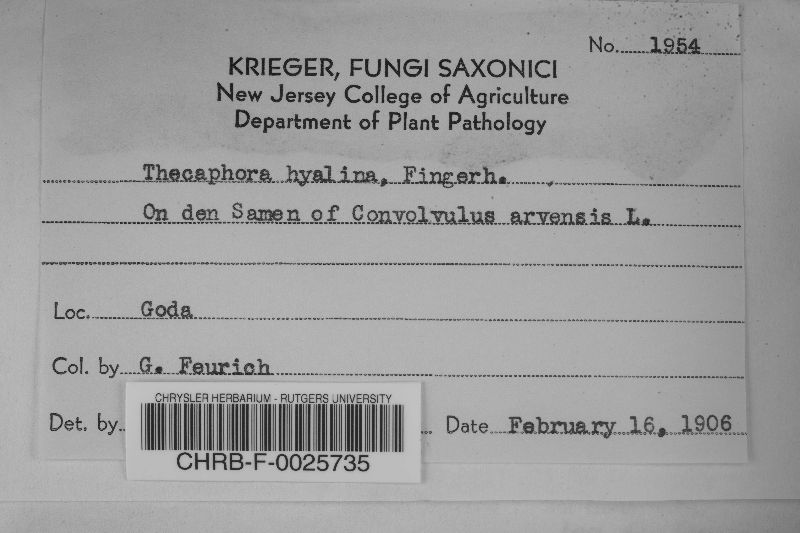 No. 1954
KRIEGER, FUNGI SAXONICI
New Jersey College of Agriculture
Department of Plant Pathology
Thecaphora hyalina, Fingerh.
On den Samen of Convolvulus arvensis L.
Loc. Goda
Col. by G. Feurich
Det. by
Date February 16, 1906
CHRYSLER HERBARIUM - RUTGERS UNIVERSITY
CHRB-F-0025735